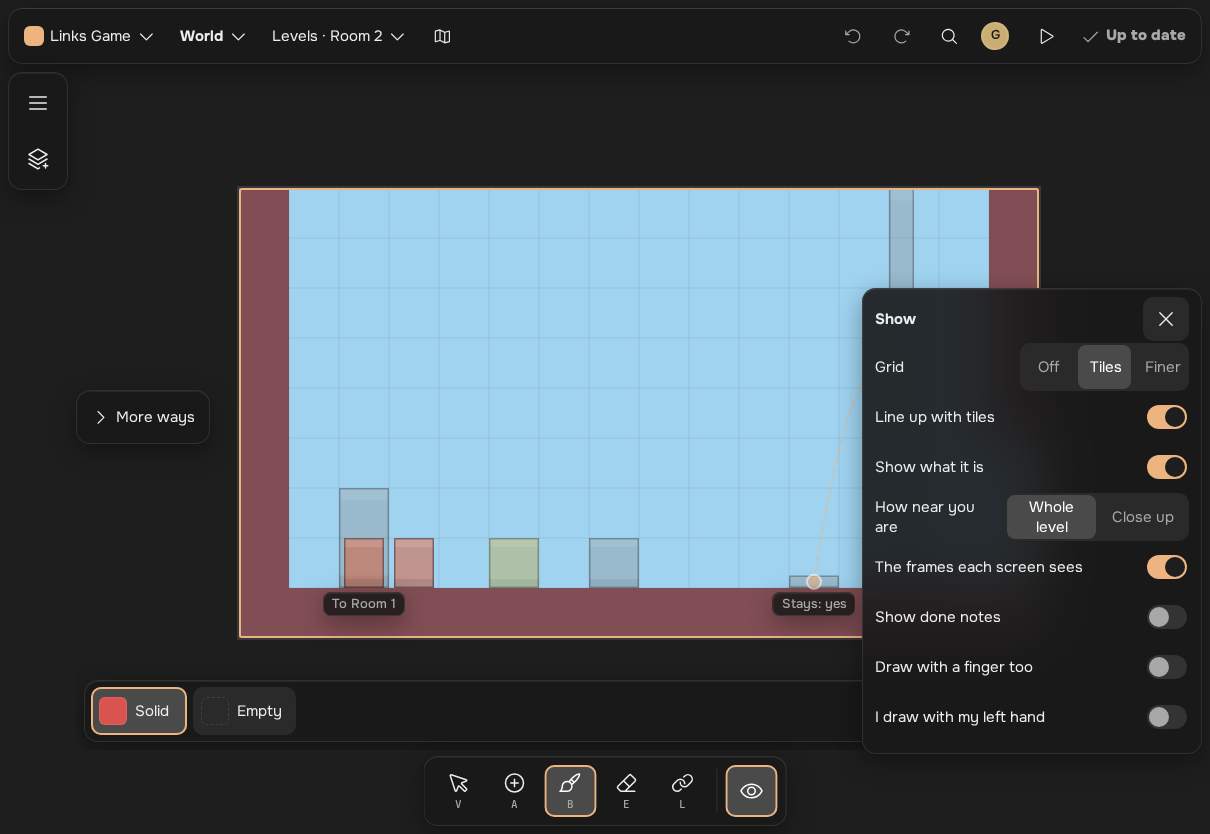 Links Game
World
Levels · Room 2
G
Up to date
More ways
Show
Grid
Off
Tiles
Finer
Line up with tiles
Show what it is
How near you
are
Whole
level
Close up
The frames each screen sees
Show done notes
Draw with a finger too
I draw with my left hand
To Room 1
Stays: yes
Solid
Empty
V
A
B
E
L